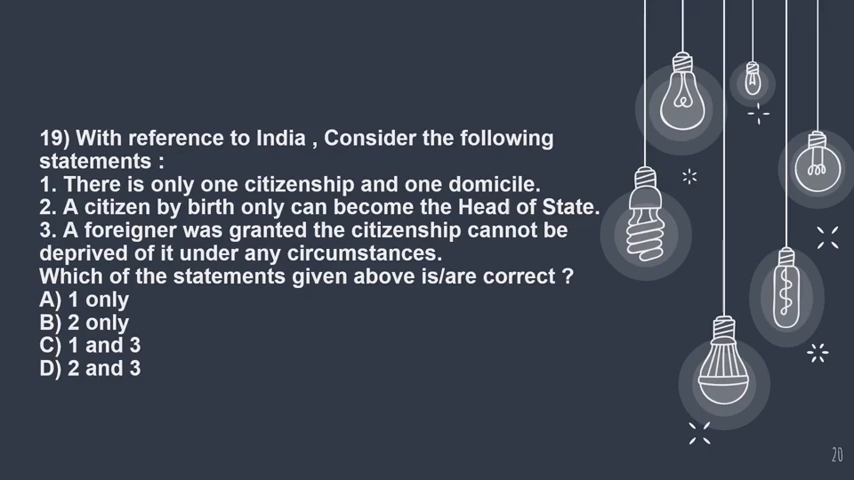 19) With reference to India , Consider the following
statements :
1. There is only one citizenship and one domicile.
2. A citizen by birth only can become the Head of State.
3. A foreigner was granted the citizenship cannot be
deprived of it under any circumstances.
Which of the statements given above is/are correct ?
A) 1 only
B) 2 only
C) 1 and 3
D) 2 and 3
20